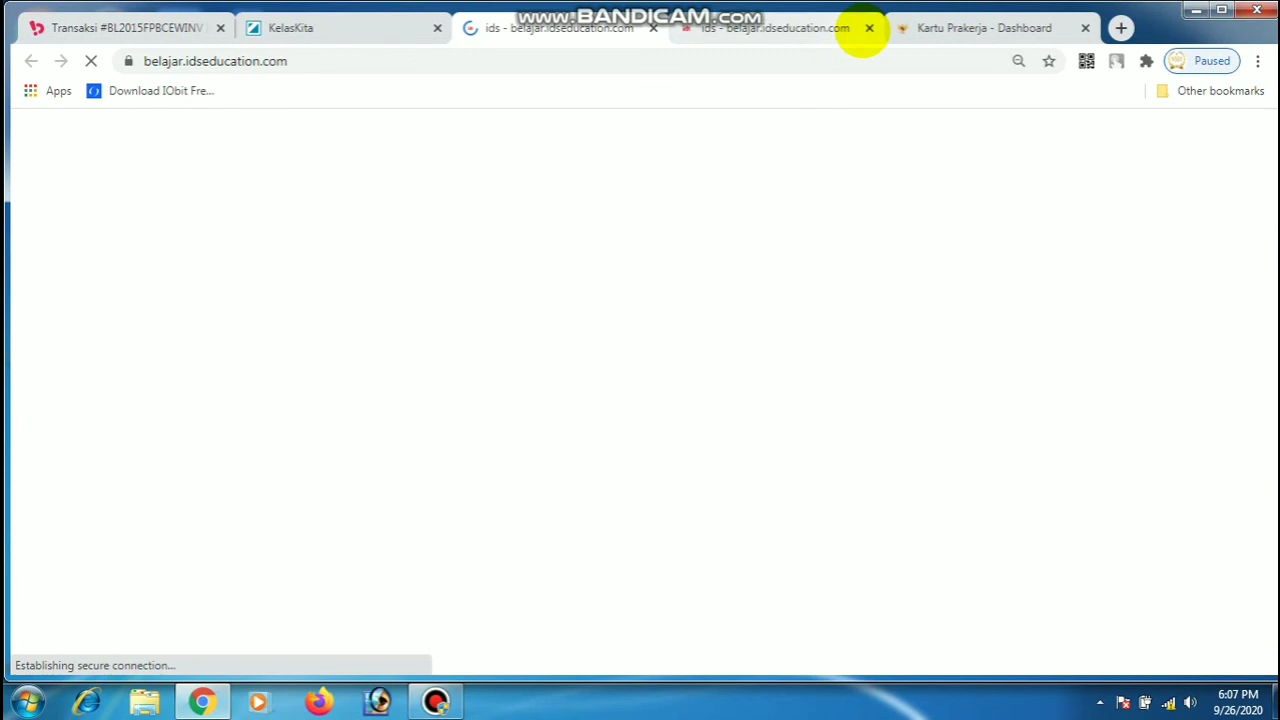 www.BANDICAM.com
Transaksi #BL2015FPBCEWINV
KelasKita
ids - belajar.idseducation.com
ids - belajar.idseducation.com
Kartu Prakerja - Dashboard
belajar.idseducation.com
Paused
Apps
Download IObit Fre...
Other bookmarks
Establishing secure connection...
6:07 PM
9/26/2020